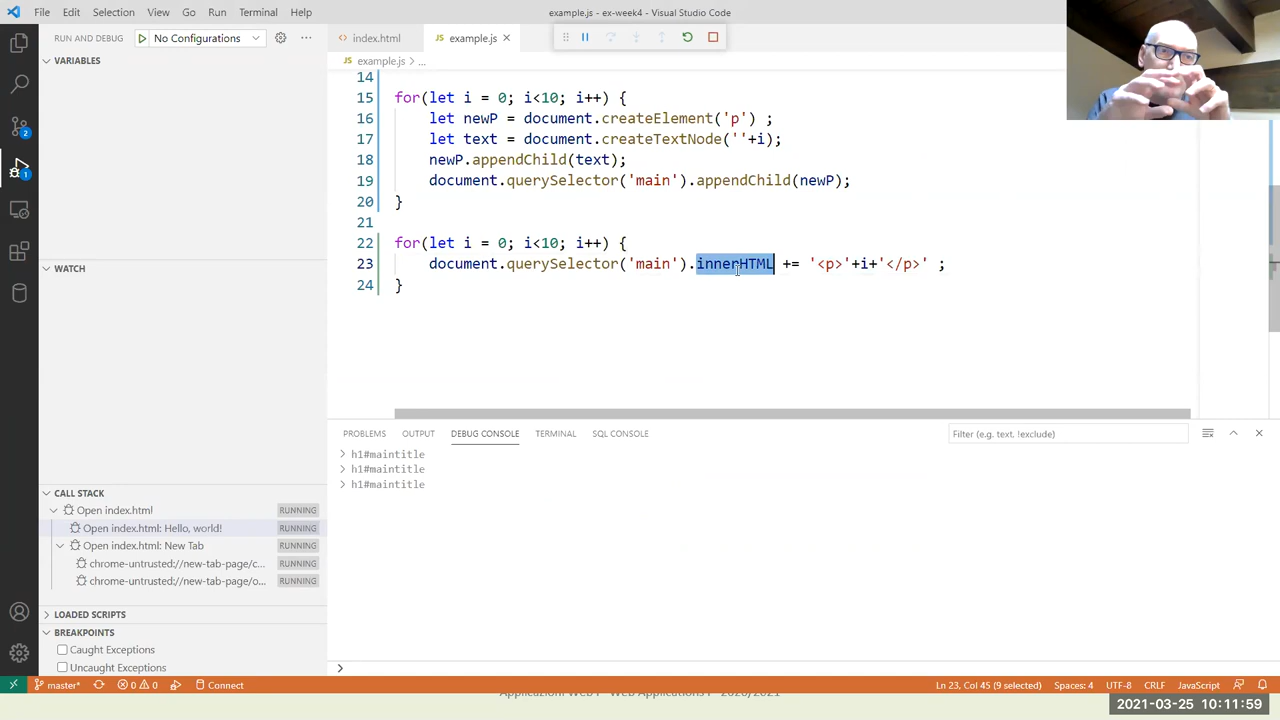 File Edit Selection View Go Run Terminal Help
example.js - ex-week4 - Visual Studio Code
RUN AND DEBUG No Configurations
index.html example.js
example.js > ...
VARIABLES
WATCH
CALL STACK
Open index.html RUNNING
Open index.html: Hello, world! RUNNING
Open index.html: New Tab RUNNING
chrome-untrusted://new-tab-page/c... RUNNING
chrome-untrusted://new-tab-page/o... RUNNING
LOADED SCRIPTS
BREAKPOINTS
Caught Exceptions
Uncaught Exceptions
14
15 for(let i = 0; i<10; i++) {
16 let newP = document.createElement('p') ;
17 let text = document.createTextNode(''+i);
18 newP.appendChild(text);
19 document.querySelector('main').appendChild(newP);
20 }
21
22 for(let i = 0; i<10; i++) {
23 document.querySelector('main').innerHTML += '<p>'+i+'</p>' ;
24 }
PROBLEMS OUTPUT DEBUG CONSOLE TERMINAL SQL CONSOLE
Filter (e.g. text, !exclude)
h1#maintitle
h1#maintitle
h1#maintitle
2
1
master* 0 0 Connect
Ln 23, Col 45 (9 selected) Spaces: 4 UTF-8 CRLF JavaScript
Applicazioni Web I - Web Applications I - 2020/2021
2021-03-25 10:11:59